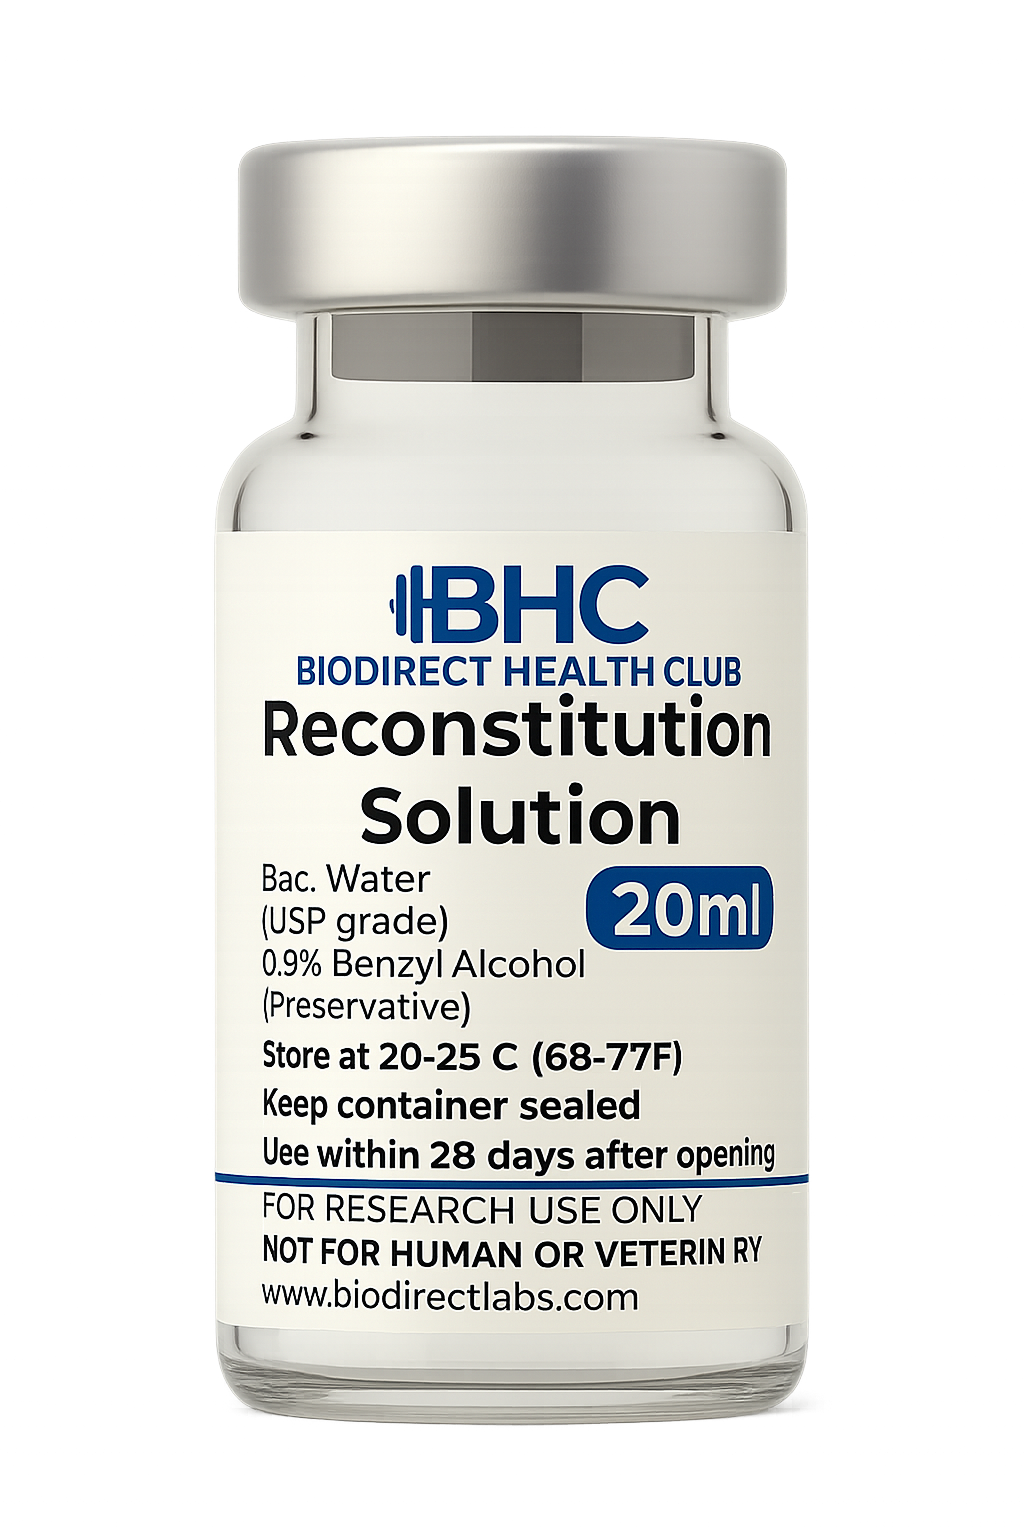 BHC
BIODIRECT HEALTH CLUB
Reconstitution
Solution
Bac. Water
(USP grade)
20ml
0.9% Benzyl Alcohol
(Preservative)
Store at 20-25 C (68-77F)
Keep container sealed
Uee within 28 days after opening
FOR RESEARCH USE ONLY
NOT FOR HUMAN OR VETERIN RY
www.biodirectlabs.com